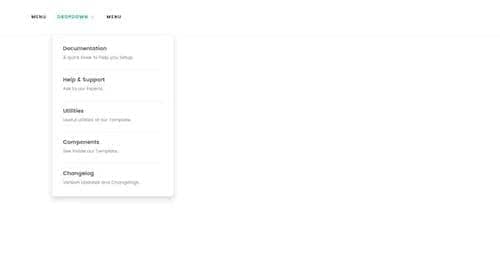 MENU DROPDOWN MENU
Documentation
A quick Dose to help you Setup.
Help & Support
Ask to our Experts.
Utilities
Useful utilities of our Template.
Components
See Inside our Template.
Changelog
Version Updates and Changelogs.